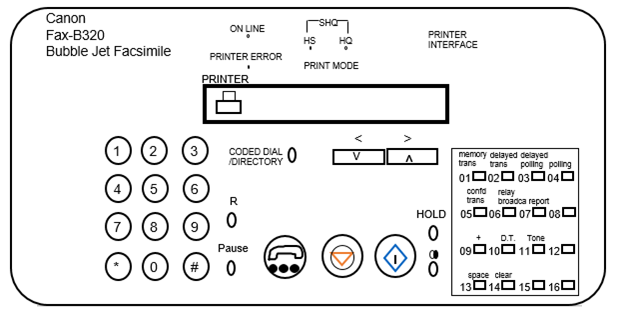 Canon
Fax-B320
Bubble Jet Facsimile
ON LINE
SHQ
HS HQ
PRINTER
INTERFACE
PRINTER ERROR
PRINT MODE
PRINTER
< >
V Λ
1 2 3
CODED DIAL
/DIRECTORY
4 5 6
R
7 8 9
HOLD
Pause
* 0 #
memory delayed delayed
trans trans polling polling
01 02 03 04
confd relay
trans broadca report
05 06 07 08
+ D.T. Tone
09 10 11 12
space clear
13 14 15 16